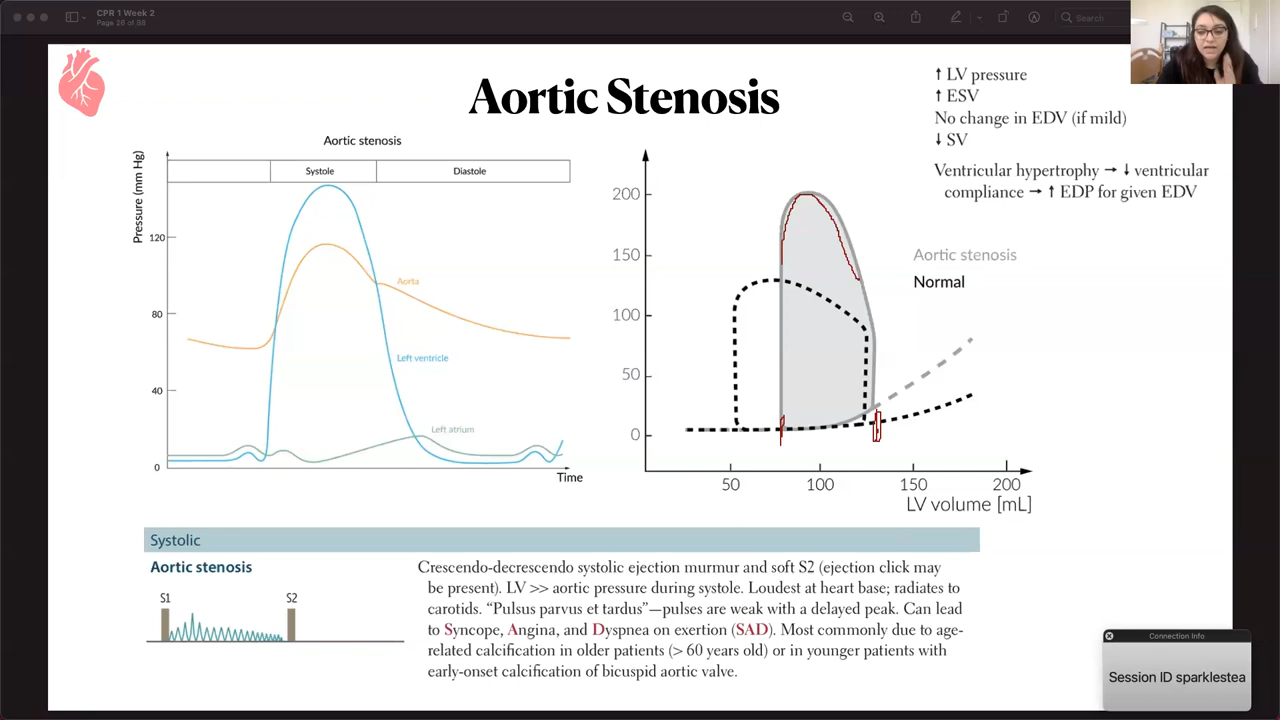 CPR 1 Week 2
Page 26 of 98
Search
Aortic Stenosis
↑ LV pressure
↑ ESV
No change in EDV (if mild)
↓ SV
Ventricular hypertrophy → ↓ ventricular
compliance → ↑ EDP for given EDV
Aortic stenosis
Pressure (mm Hg)
Systole
Diastole
120
80
40
0
Aorta
Left ventricle
Left atrium
Time
200
150
100
50
0
Aortic stenosis
Normal
50
100
150
200
LV volume [mL]
Systolic
Aortic stenosis
S1
S2
Crescendo-decrescendo systolic ejection murmur and soft S2 (ejection click may
be present). LV >> aortic pressure during systole. Loudest at heart base; radiates to
carotids. “Pulsus parvus et tardus”—pulses are weak with a delayed peak. Can lead
to Syncope, Angina, and Dyspnea on exertion (SAD). Most commonly due to age-
related calcification in older patients (> 60 years old) or in younger patients with
early-onset calcification of bicuspid aortic valve.
Connection Info
Session ID sparklestea